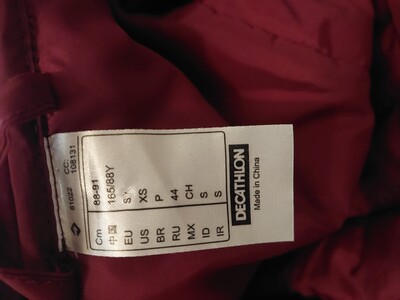 CC:
108131
Cm 88-91
中国 165/88Y
EU S
US XS
BR P
RU 44
MX CH
ID S
IR S
DECATHLON
Made in China